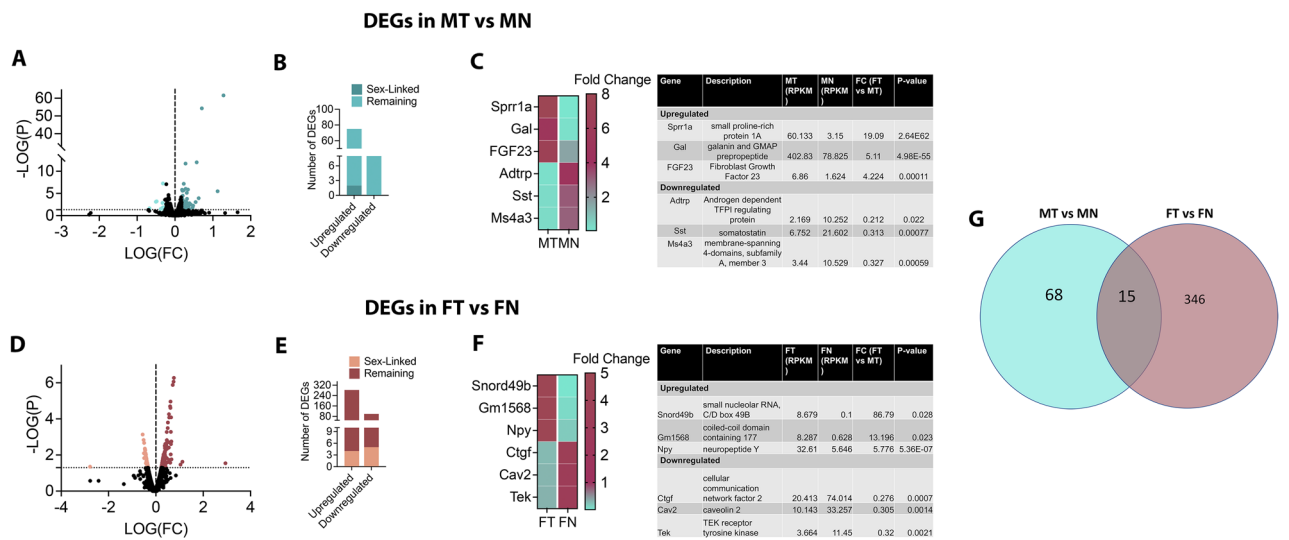 DEGs in MT vs MN
A
-LOG(P)
60
50
40
10
5
0
-3
-2
-1
0
1
2
LOG(FC)
B
Sex-Linked
Remaining
Number of DEGs
100
80
60
6
3
0
Upregulated
Downregulated
C
Fold Change
Sprr1a
Gal
FGF23
Adtrp
Sst
Ms4a3
MT MN
8
6
4
2
Gene Description MT (RPKM ) MN (RPKM ) FC (FT vs MT) P-value
Upregulated
Sprr1a small proline-rich protein 1A 60.133 3.15 19.09 2.64E62
Gal galanin and GMAP prepropeptide 402.83 78.825 5.11 4.98E-55
FGF23 Fibroblast Growth Factor 23 6.86 1.624 4.224 0.00011
Downregulated
Adtrp Androgen dependent TFPI regulating protein 2.169 10.252 0.212 0.022
Sst somatostatin 6.752 21.602 0.313 0.00077
Ms4a3 membrane-spanning 4-domains, subfamily A, member 3 3.44 10.529 0.327 0.00059
DEGs in FT vs FN
D
-LOG(P)
6
4
2
0
-4
-2
0
2
4
LOG(FC)
E
Sex-Linked
Remaining
Number of DEGs
320
240
160
80
9
6
3
0
Upregulated
Downregulated
F
Fold Change
Snord49b
Gm1568
Npy
Ctgf
Cav2
Tek
FT FN
5
4
3
2
1
Gene Description FT (RPKM ) FN (RPKM ) FC (FT vs MT) P-value
Upregulated
Snord49b small nucleolar RNA, C/D box 49B 8.679 0.1 86.79 0.028
Gm1568 coiled-coil domain containing 177 8.287 0.628 13.196 0.023
Npy neuropeptide Y 32.61 5.646 5.776 5.36E-07
Downregulated
Ctgf cellular communication network factor 2 20.413 74.014 0.276 0.0007
Cav2 caveolin 2 10.143 33.257 0.305 0.0014
Tek TEK receptor tyrosine kinase 3.664 11.45 0.32 0.0021
G
MT vs MN
FT vs FN
68
15
346